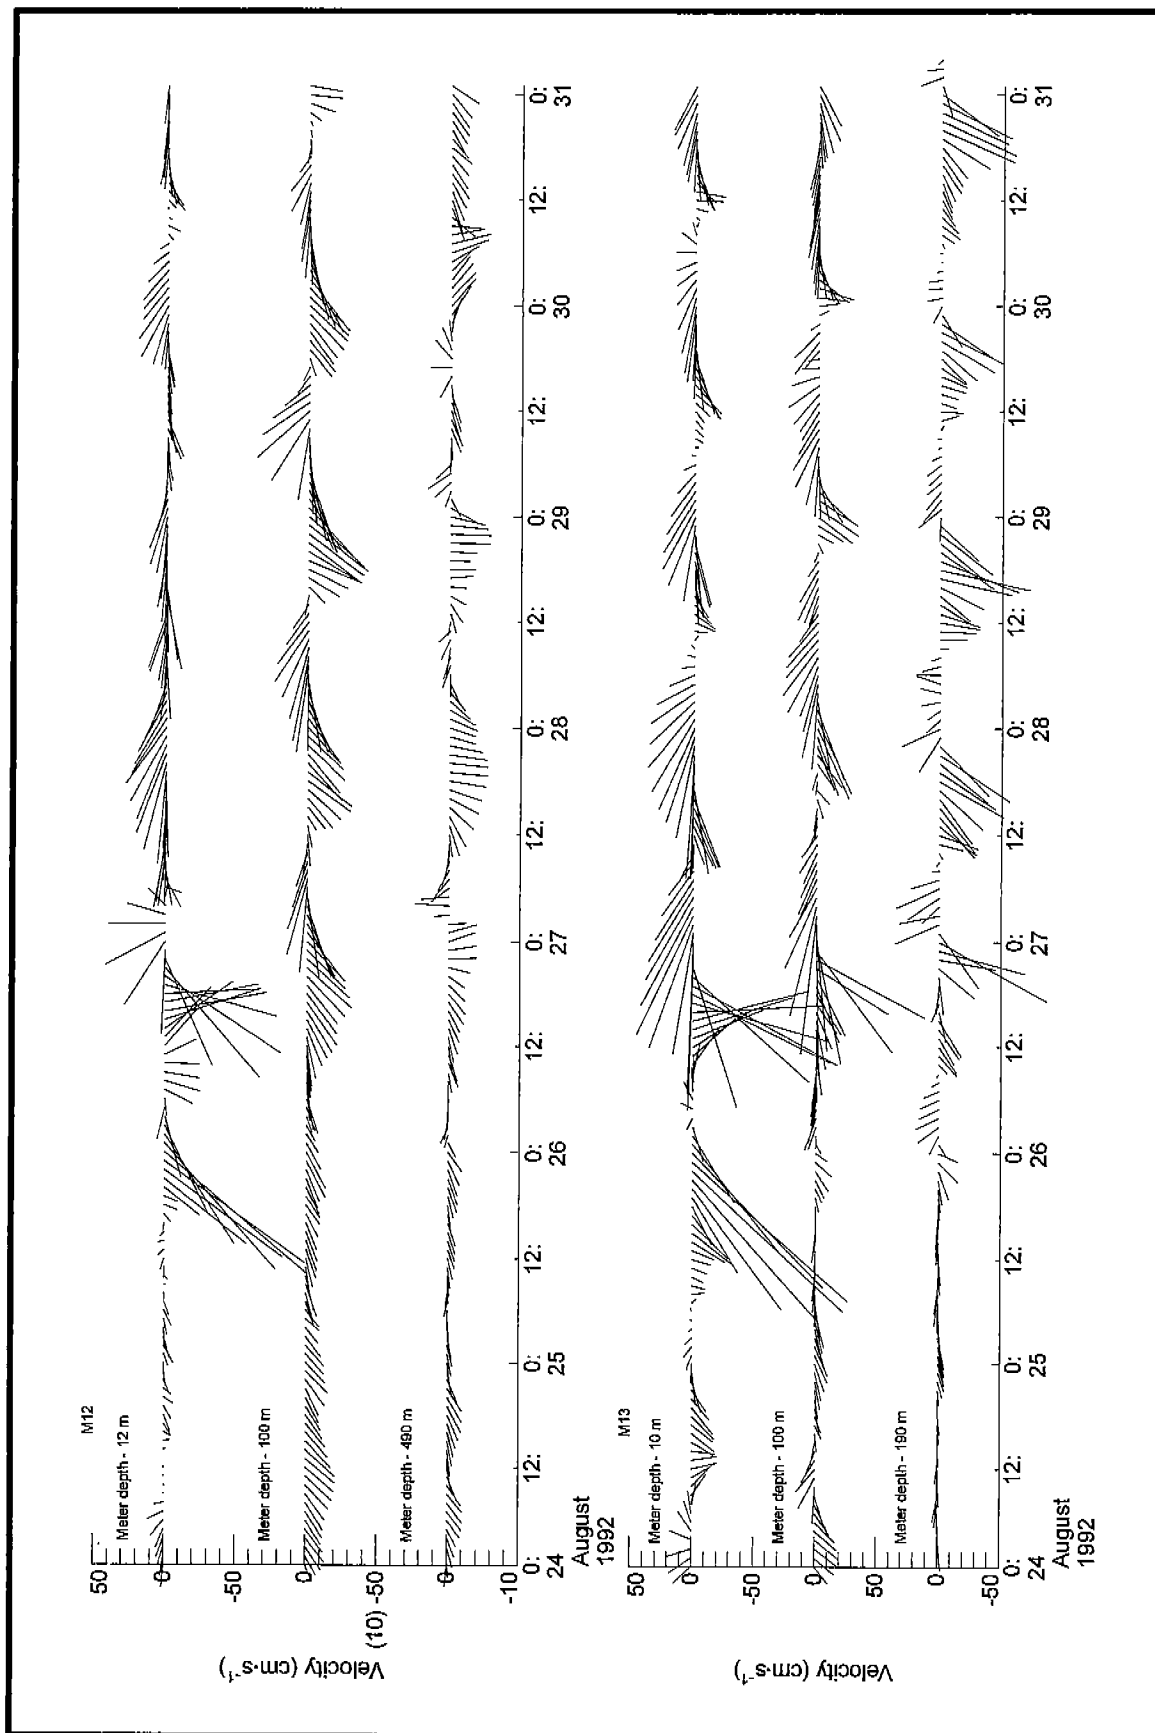 M12
Meter depth - 12 m
Meter depth - 100 m
Meter depth - 490 m
50
0
-50
0
(10) -50
0
-10
Velocity (cm·s⁻¹)
0: 12: 0: 12: 0: 12: 0: 12: 0: 12: 0: 12: 0: 12: 0:
24 25 26 27 28 29 30 31
August
1992
M13
Meter depth - 10 m
Meter depth - 100 m
Meter depth - 190 m
50
0
50
0
50
0
-50
Velocity (cm·s⁻¹)
0: 12: 0: 12: 0: 12: 0: 12: 0: 12: 0: 12: 0: 12: 0:
24 25 26 27 28 29 30 31
August
1992